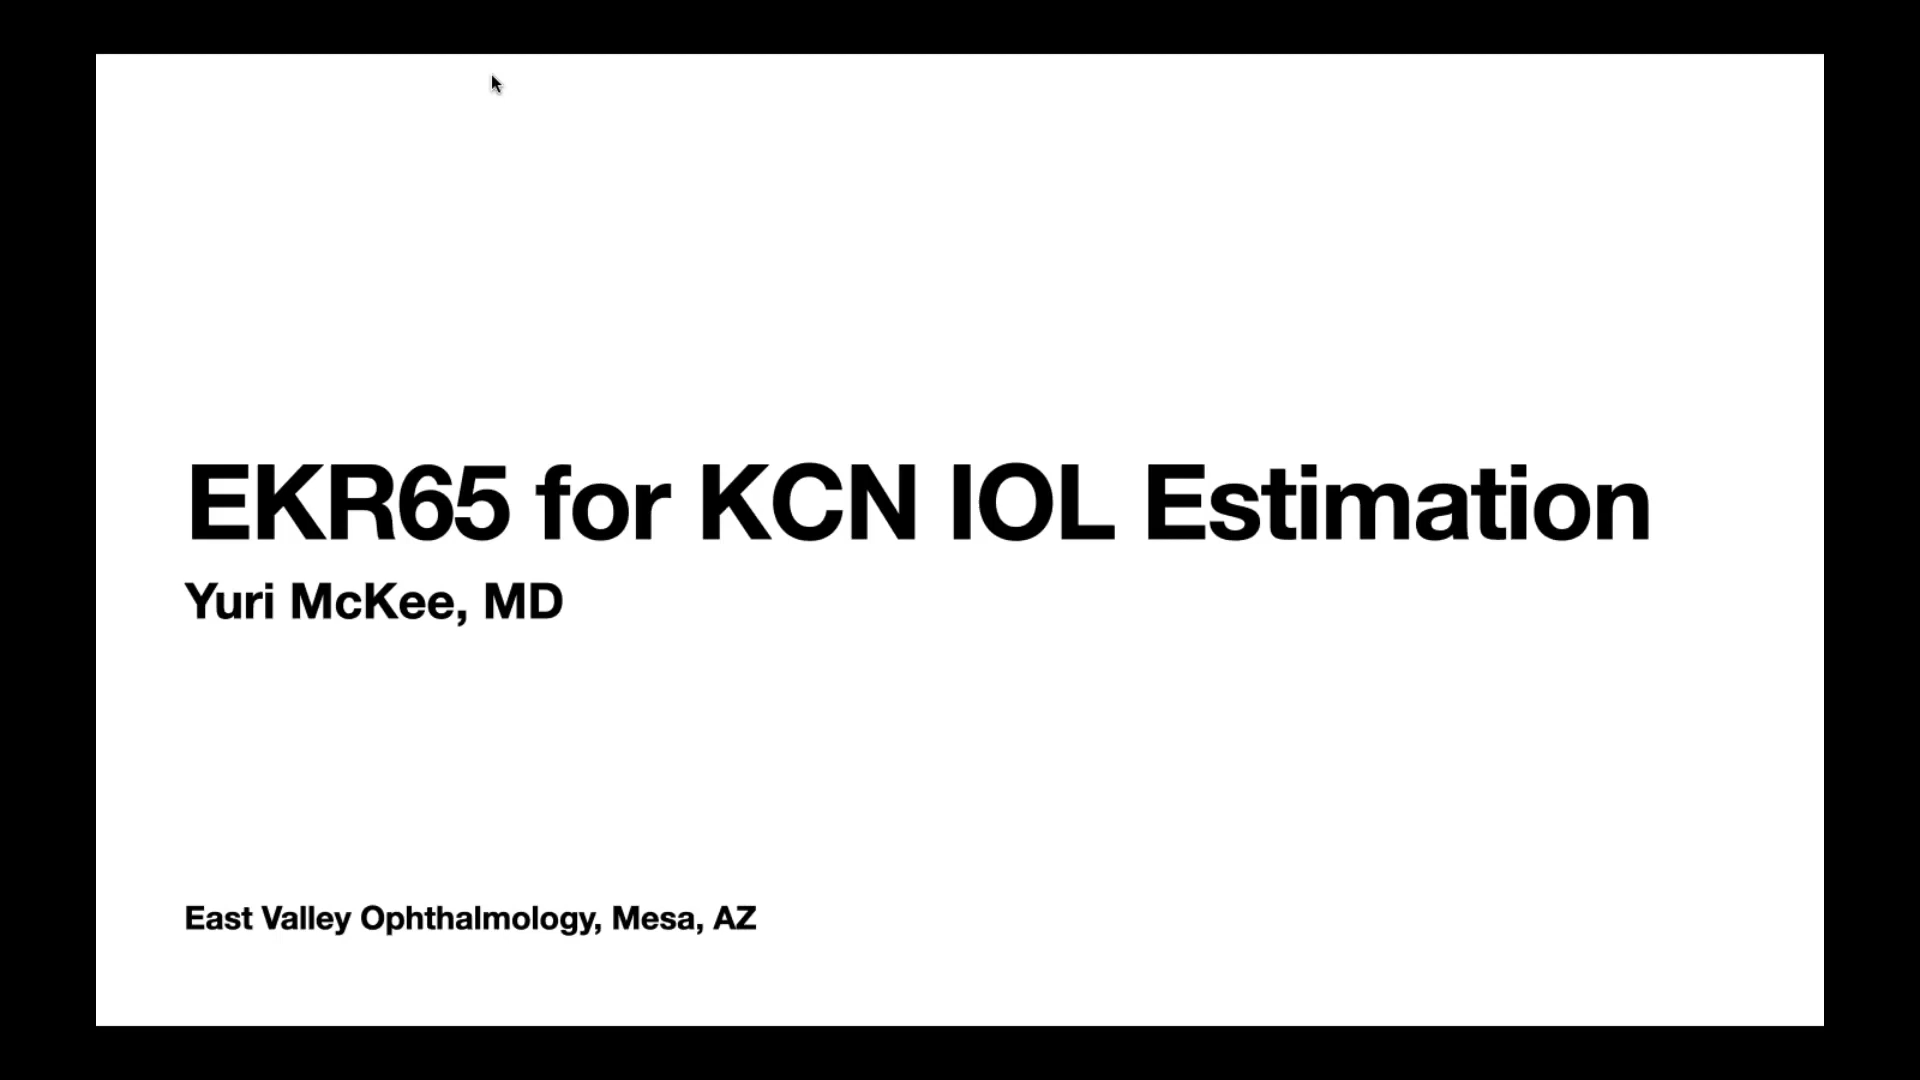 EKR65 for KCN IOL Estimation
Yuri McKee, MD
East Valley Ophthalmology, Mesa, AZ